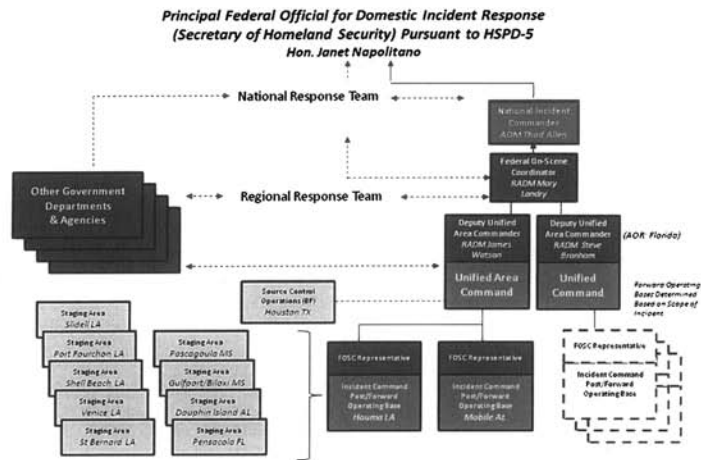 Principal Federal Official for Domestic Incident Response
(Secretary of Homeland Security) Pursuant to HSPD-5
Hon. Janet Napolitano
National Response Team
National Incident
Commander
ADM Thad Allen
Federal On-Scene
Coordinator
RADM Mary
Landry
Other Government
Departments
& Agencies
Regional Response Team
Deputy Unified
Area Commander
RADM James
Watson
Unified Area
Command
Deputy Unified
Area Commander
RADM Steve
Branham
Unified
Command
(AOR: Florida)
Source Control
Operations (BP)
Houston TX
Forward Operating
Bases Determined
Based on Scope of
Incident
Staging Area
Slidell LA
Staging Area
Port Fourchon LA
Staging Area
Shell Beach LA
Staging Area
Venice LA
Staging Area
St Bernard LA
Staging Area
Pascagoula MS
Staging Area
Gulfport/Biloxi MS
Staging Area
Dauphin Island AL
Staging Area
Pensacola FL
FOSC Representative
Incident Command
Post/Forward
Operating Base
Houma LA
FOSC Representative
Incident Command
Post/Forward
Operating Base
Mobile AL
FOSC Representative
Incident Command
Post/Forward
Operating Base